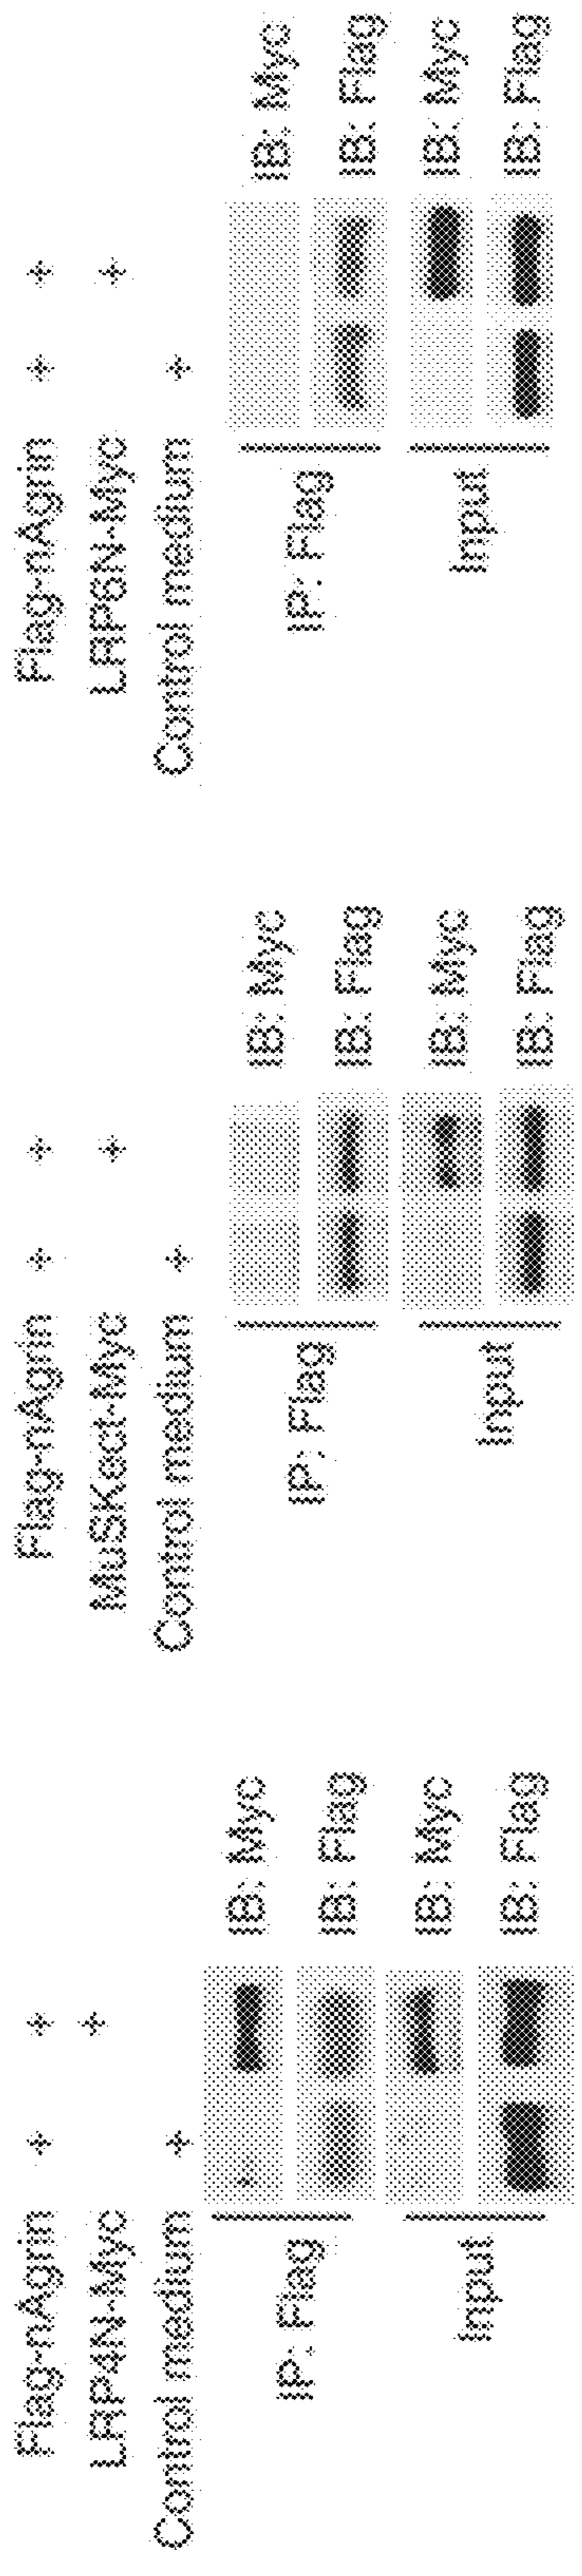 Flag-nAgrin + +
LRP4N-Myc +
Control medium +
IB: Myc
IP: Flag
IB: Flag
IB: Myc
Input
IB: Flag
Flag-nAgrin + +
MuSKect-Myc +
Control medium +
IB: Myc
IP: Flag
IB: Flag
IB: Myc
Input
IB: Flag
Flag-nAgrin + +
LRP6N-Myc +
Control medium +
IB: Myc
IP: Flag
IB: Flag
IB: Myc
Input
IB: Flag